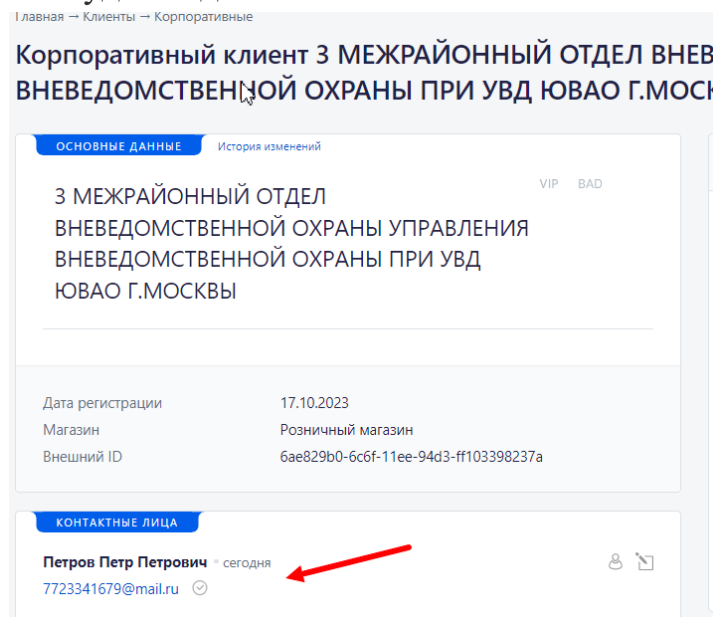 Главная → Клиенты → Корпоративные
Корпоративный клиент 3 МЕЖРАЙОННЫЙ ОТДЕЛ ВНЕВ
ВНЕВЕДОМСТВЕННОЙ ОХРАНЫ ПРИ УВД ЮВАО Г.МОСК
ОСНОВНЫЕ ДАННЫЕ История изменений
VIP BAD
3 МЕЖРАЙОННЫЙ ОТДЕЛ
ВНЕВЕДОМСТВЕННОЙ ОХРАНЫ УПРАВЛЕНИЯ
ВНЕВЕДОМСТВЕННОЙ ОХРАНЫ ПРИ УВД
ЮВАО Г.МОСКВЫ
Дата регистрации 17.10.2023
Магазин Розничный магазин
Внешний ID 6ae829b0-6c6f-11ee-94d3-ff103398237a
КОНТАКТНЫЕ ЛИЦА
Петров Петр Петрович • сегодня
7723341679@mail.ru